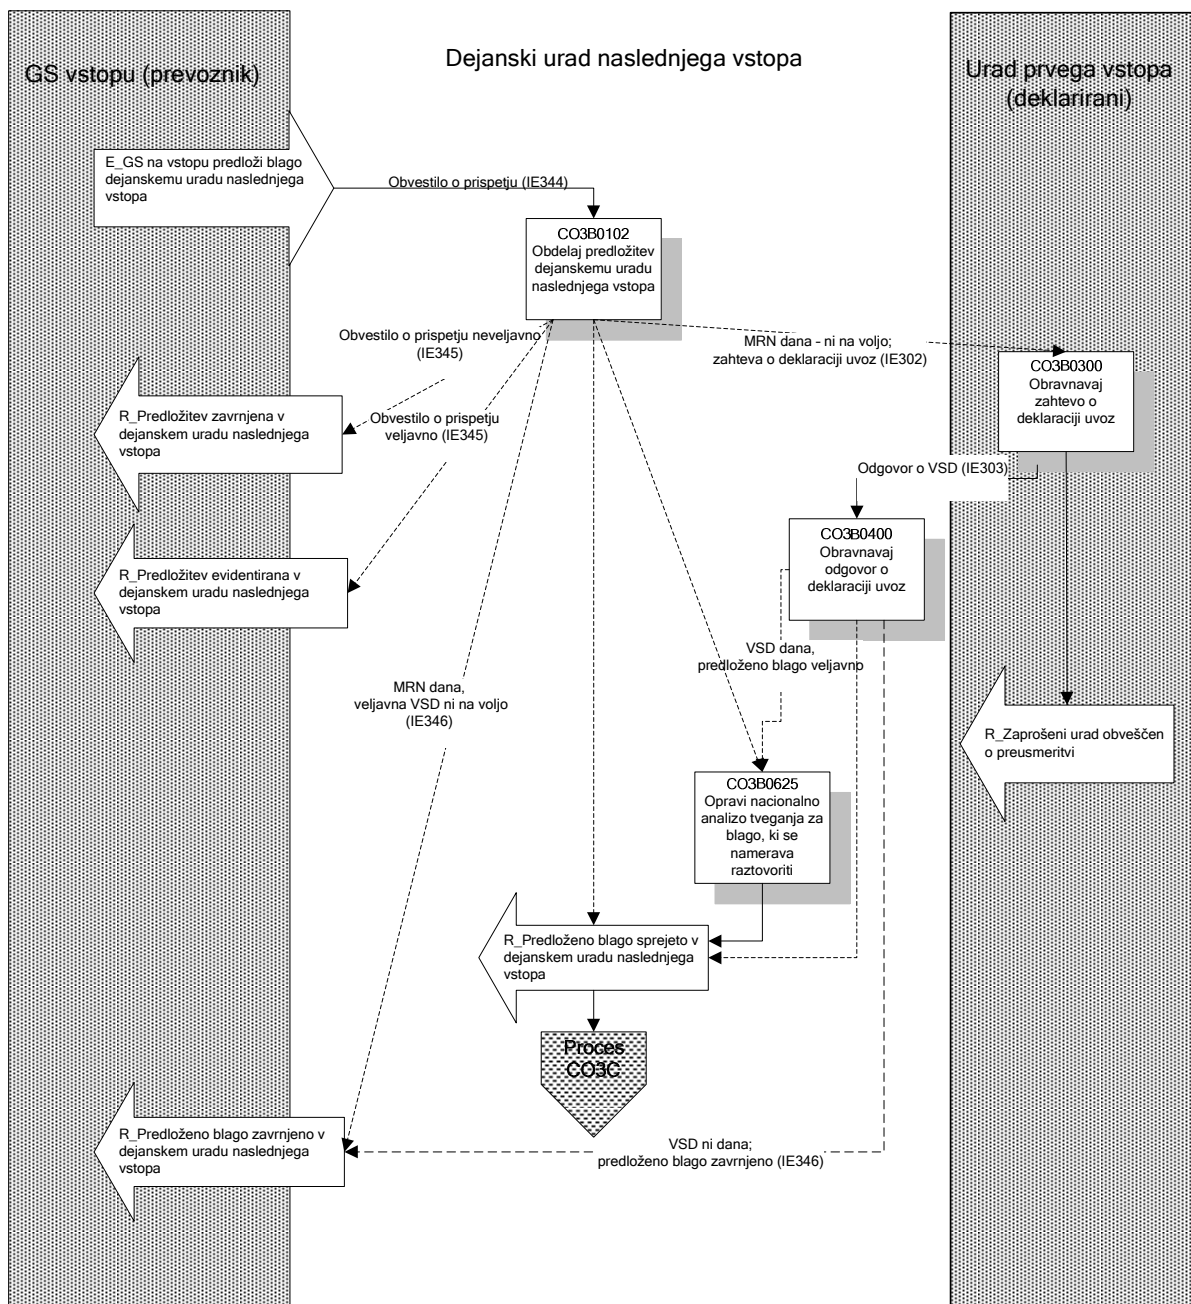 GS vstopu (prevoznik)
Dejanski urad naslednjega vstopa
Urad prvega vstopa
(deklarirani)
E_GS na vstopu predloži blago
dejanskemu uradu naslednjega
vstopa
Obvestilo o prispetju (IE344)
CO3B0102
Obdelaj predložitev
dejanskemu uradu
naslednjega vstopa
Obvestilo o prispetju neveljavno
(IE345)
MRN dana - ni na voljo;
zahteva o deklaraciji uvoz (IE302)
CO3B0300
Obravnavaj
zahtevo o
deklaraciji uvoz
R_Predložitev zavrnjena v
dejanskem uradu naslednjega
vstopa
Obvestilo o prispetju
veljavno (IE345)
Odgovor o VSD (IE303)
CO3B0400
Obravnavaj
odgovor o
deklaraciji uvoz
R_Predložitev evidentirana v
dejanskem uradu naslednjega
vstopa
VSD dana,
predloženo blago veljavno
MRN dana,
veljavna VSD ni na voljo
(IE346)
R_Zaprošeni urad obveščen
o preusmeritvi
CO3B0625
Opravi nacionalno
analizo tveganja za
blago, ki se
namerava
raztovoriti
R_Predloženo blago sprejeto v
dejanskem uradu naslednjega
vstopa
Proces
CO3C
R_Predloženo blago zavrnjeno v
dejanskem uradu naslednjega
vstopa
VSD ni dana;
predloženo blago zavrnjeno (IE346)